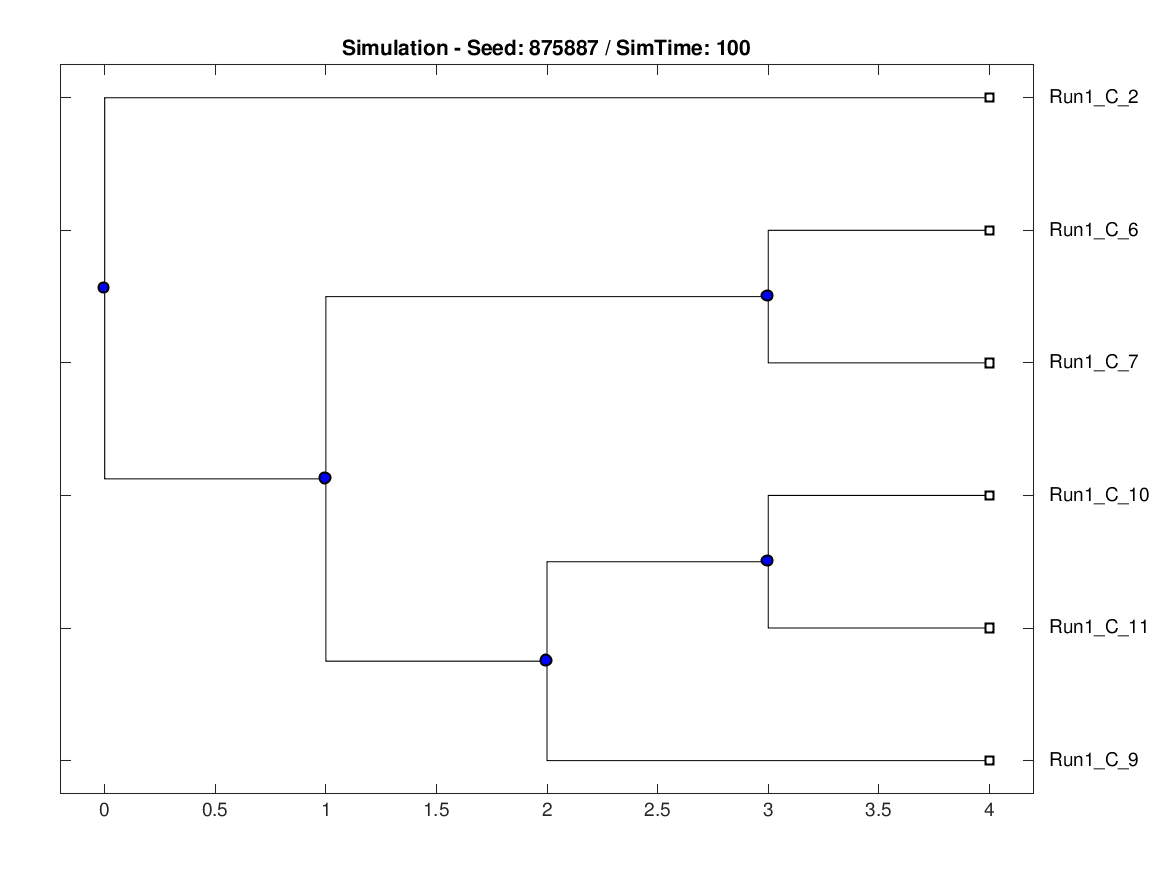 Simulation - Seed: 875887 / SimTime: 100
Run1_C_2
Run1_C_6
Run1_C_7
Run1_C_10
Run1_C_11
Run1_C_9
0 0.5 1 1.5 2 2.5 3 3.5 4